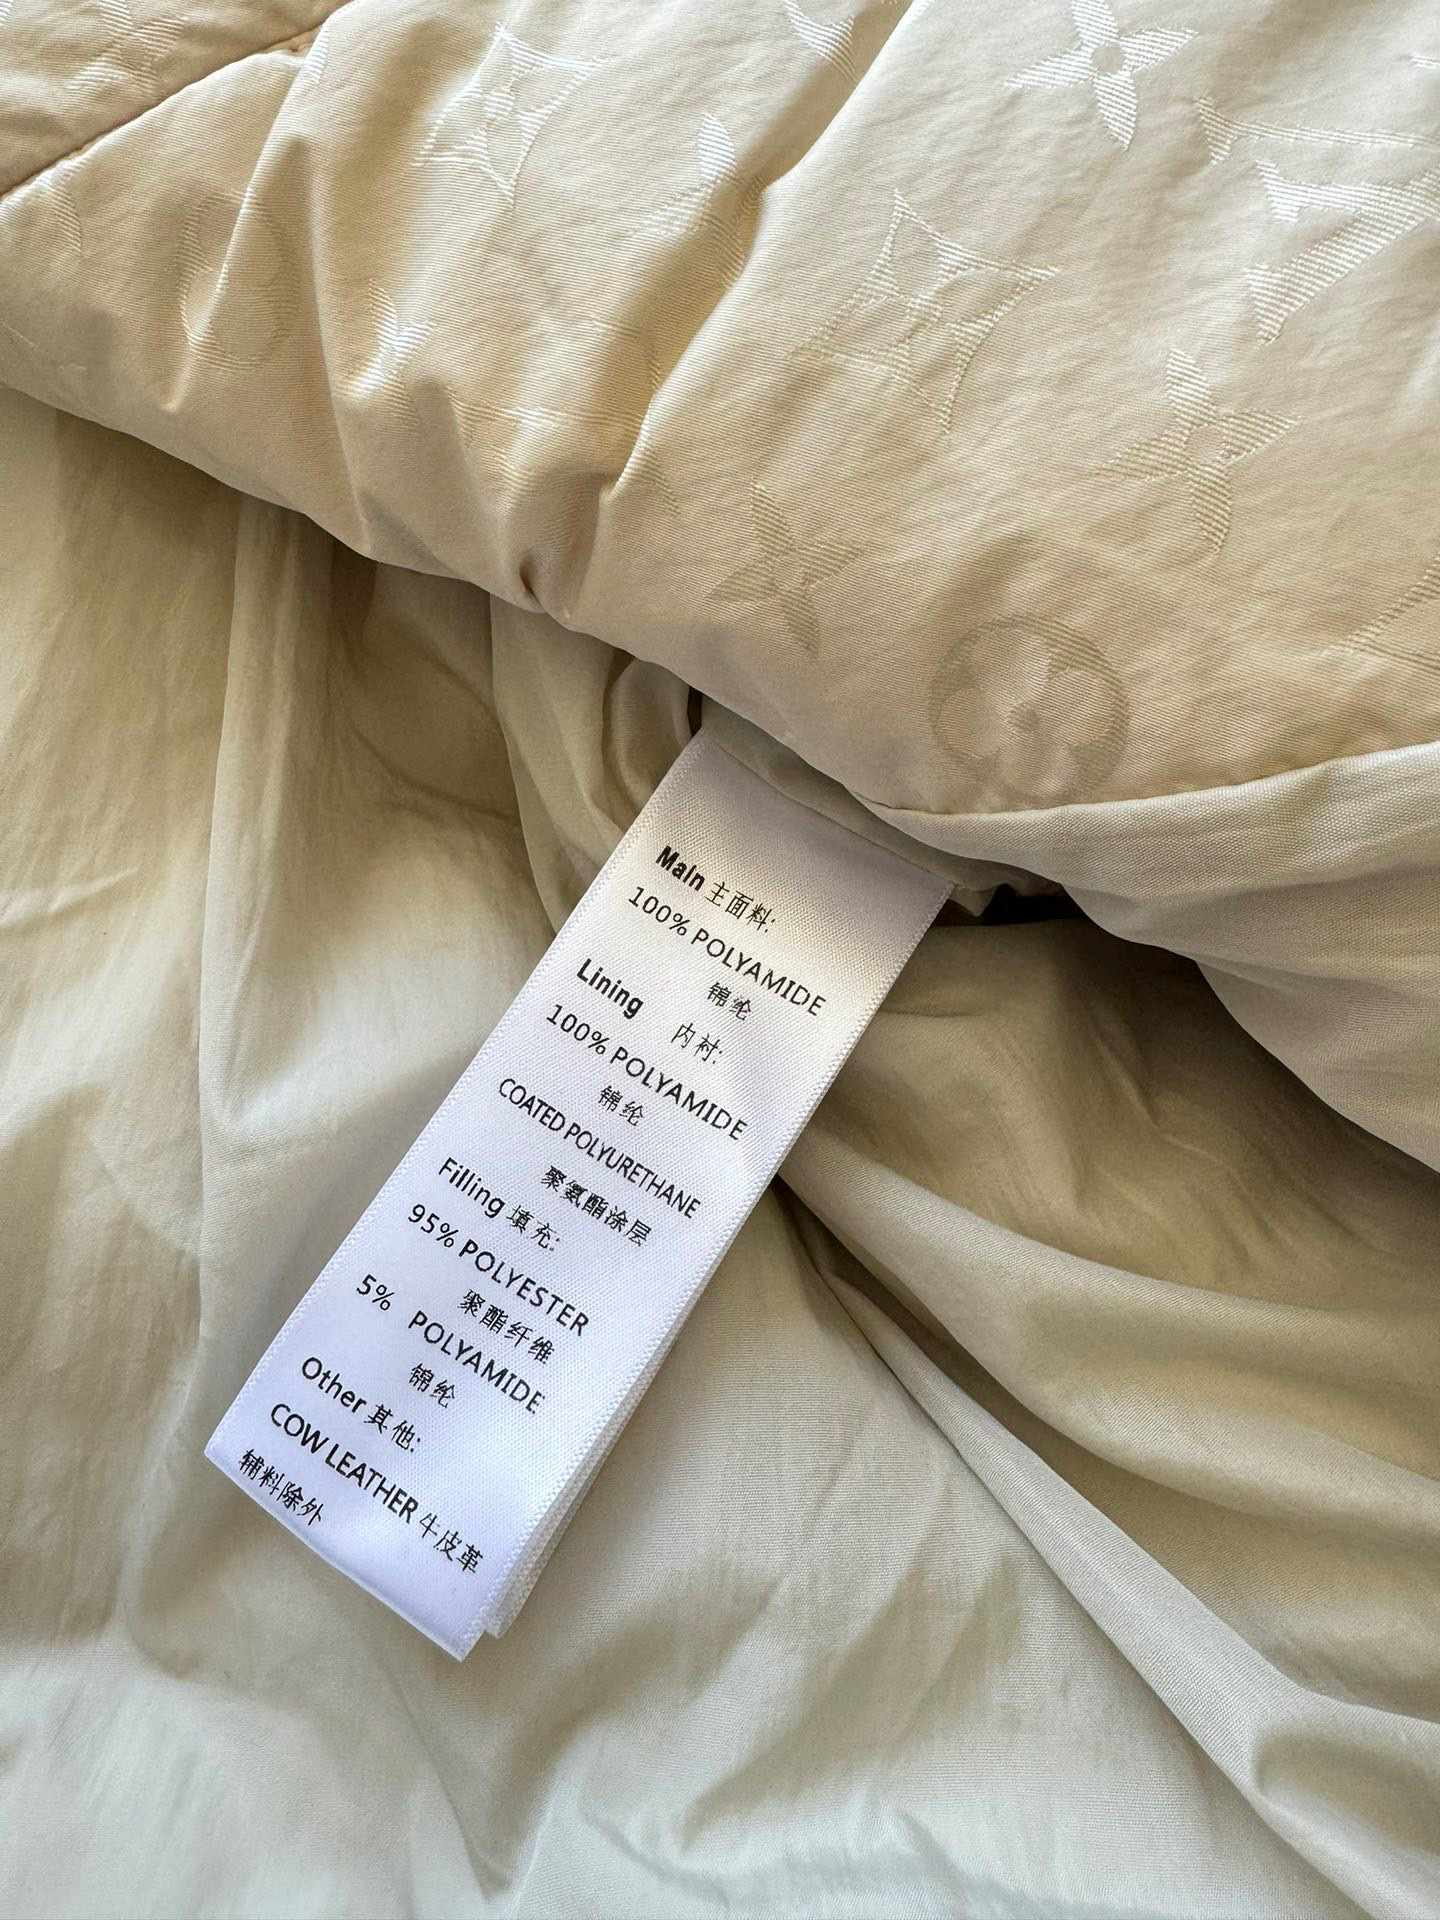 Main 主面料:
100% POLYAMIDE
锦纶
Lining 内衬:
100% POLYAMIDE
锦纶
COATED POLYURETHANE
聚氨酯涂层
Filling 填充:
95% POLYESTER
聚酯纤维
5% POLYAMIDE
锦纶
Other 其他:
COW LEATHER 牛皮革
辅料除外